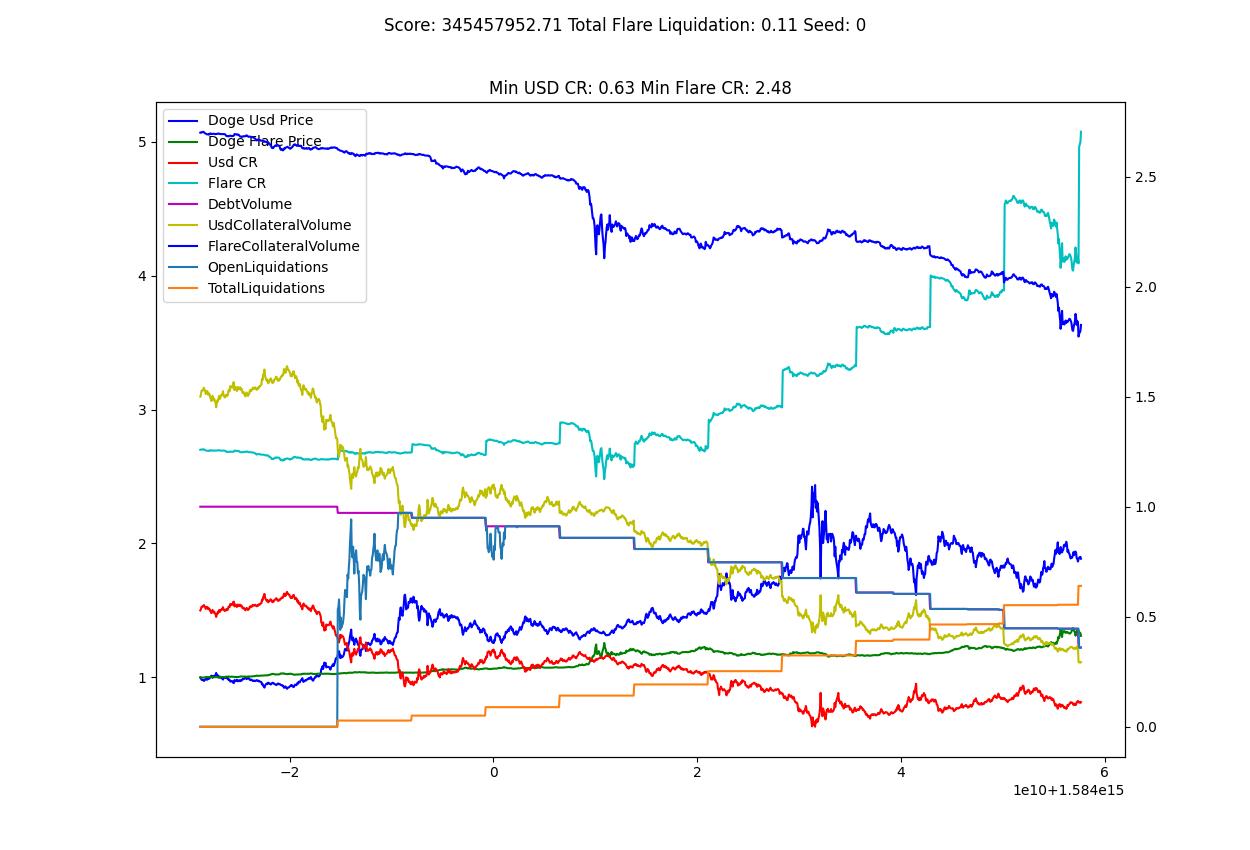 Score: 345457952.71 Total Flare Liquidation: 0.11 Seed: 0
Min USD CR: 0.63 Min Flare CR: 2.48
Doge Usd Price
Doge Flare Price
Usd CR
Flare CR
DebtVolume
UsdCollateralVolume
FlareCollateralVolume
OpenLiquidations
TotalLiquidations
5
4
3
2
1
2.5
2.0
1.5
1.0
0.5
0.0
−2
0
2
4
6
1e10+1.584e15